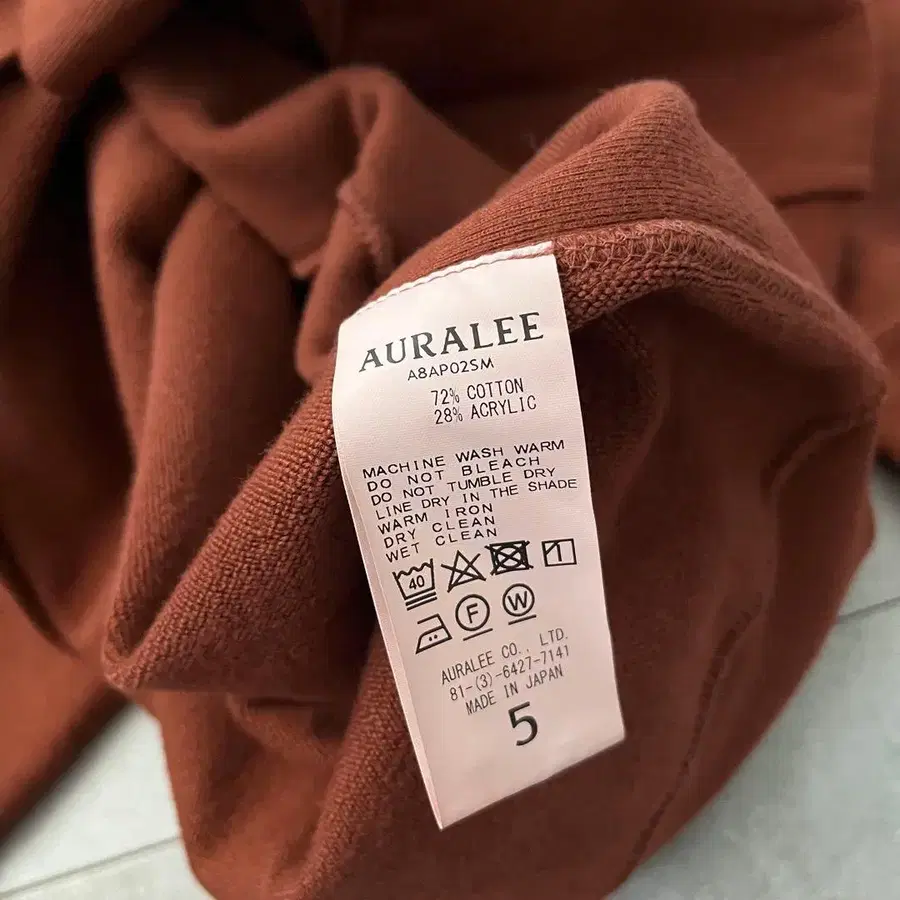 AURALEE
A8AP02SM
72% COTTON
28% ACRYLIC
MACHINE WASH WARM
DO NOT BLEACH
DO NOT TUMBLE DRY
LINE DRY IN THE SHADE
WARM IRON
DRY CLEAN
WET CLEAN
40
F W
AURALEE CO., LTD.
81-(3)-6427-7141
MADE IN JAPAN
5